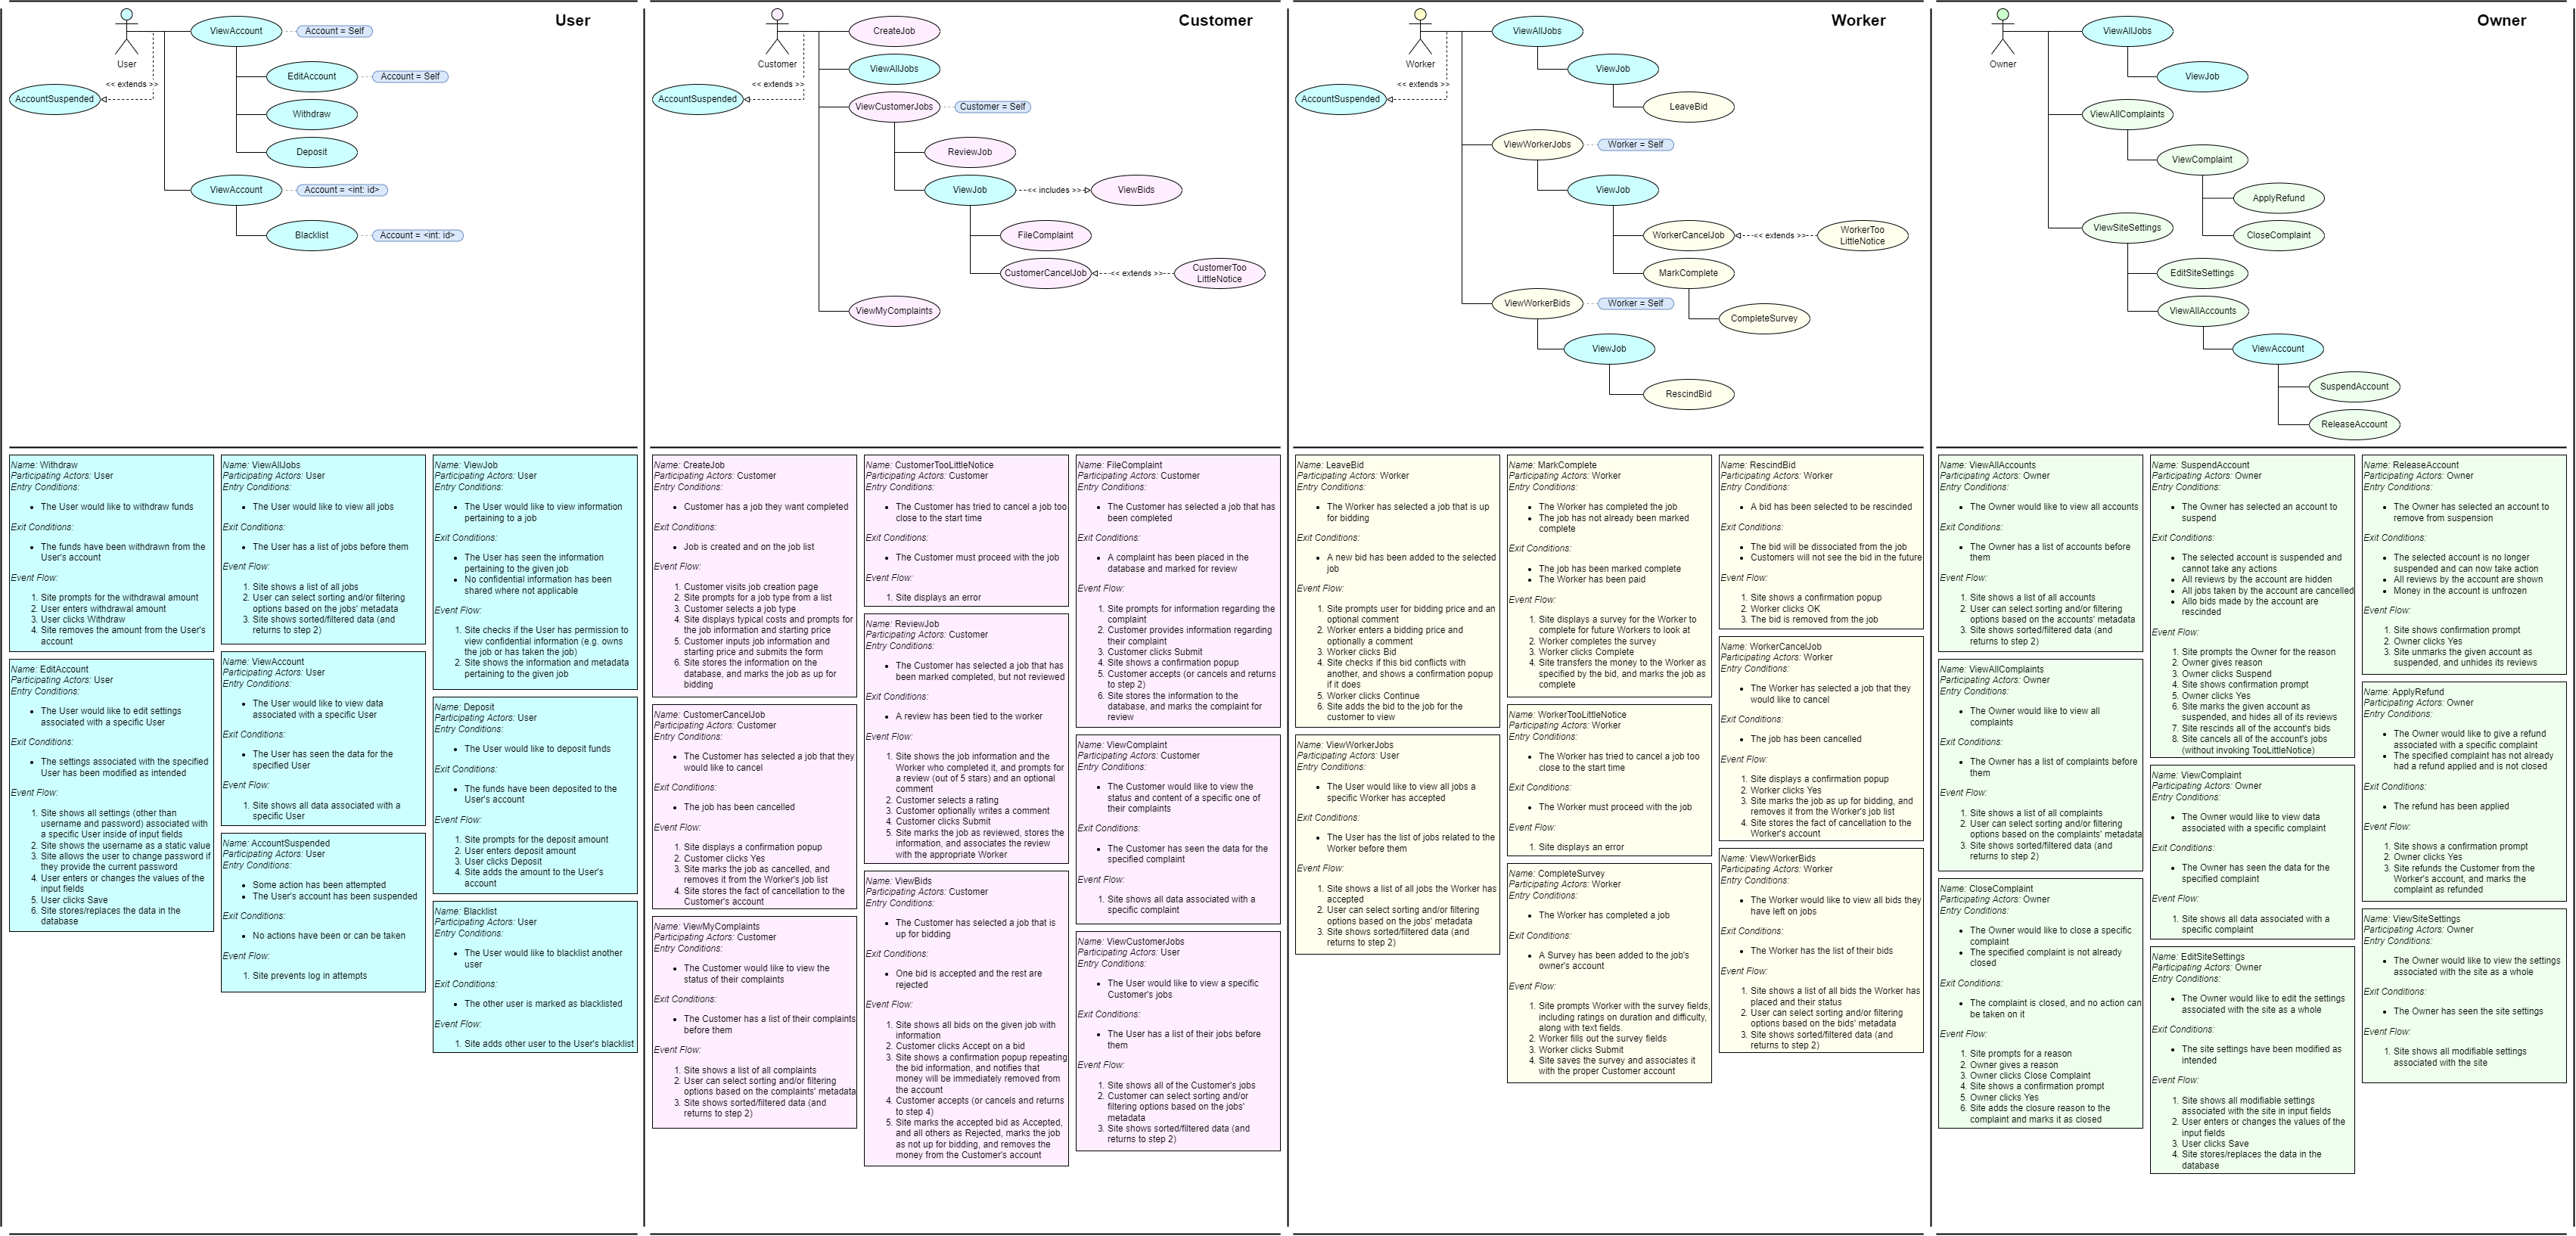 User
User
ViewAccount
Account = Self
EditAccount
Account = Self
Withdraw
Deposit
<< extends >>
AccountSuspended
ViewAccount
Account = <int: id>
Blacklist
Account = <int: id>
Customer
Customer
CreateJob
ViewAllJobs
<< extends >>
AccountSuspended
ViewCustomerJobs
Customer = Self
ReviewJob
ViewJob
<< includes >>
ViewBids
FileComplaint
CustomerCancelJob
<< extends >>
CustomerToo
LittleNotice
ViewMyComplaints
Worker
Worker
ViewAllJobs
ViewJob
LeaveBid
<< extends >>
AccountSuspended
ViewWorkerJobs
Worker = Self
ViewJob
WorkerCancelJob
<< extends >>
WorkerToo
LittleNotice
MarkComplete
CompleteSurvey
ViewWorkerBids
Worker = Self
ViewJob
RescindBid
Owner
Owner
ViewAllJobs
ViewJob
ViewAllComplaints
ViewComplaint
ApplyRefund
CloseComplaint
ViewSiteSettings
EditSiteSettings
ViewAllAccounts
ViewAccount
SuspendAccount
ReleaseAccount
Name: Withdraw
Participating Actors: User
Entry Conditions:
• The User would like to withdraw funds
Exit Conditions:
• The funds have been withdrawn from the
User's account
Event Flow:
1. Site prompts for the withdrawal amount
2. User enters withdrawal amount
3. User clicks Withdraw
4. Site removes the amount from the User's
account
Name: EditAccount
Participating Actors: User
Entry Conditions:
• The User would like to edit settings
associated with a specific User
Exit Conditions:
• The settings associated with the specified
User has been modified as intended
Event Flow:
1. Site shows all settings (other than
username and password) associated with
a specific User inside of input fields
2. Site shows the username as a static value
3. Site allows the user to change password if
they provide the current password
4. User enters or changes the values of the
input fields
5. User clicks Save
6. Site stores/replaces the data in the
database
Name: ViewAllJobs
Participating Actors: User
Entry Conditions:
• The User would like to view all jobs
Exit Conditions:
• The User has a list of jobs before them
Event Flow:
1. Site shows a list of all jobs
2. User can select sorting and/or filtering
options based on the jobs' metadata
3. Site shows sorted/filtered data (and
returns to step 2)
Name: ViewAccount
Participating Actors: User
Entry Conditions:
• The User would like to view data
associated with a specific User
Exit Conditions:
• The User has seen the data for the
specified User
Event Flow:
1. Site shows all data associated with a
specific User
Name: AccountSuspended
Participating Actors: User
Entry Conditions:
• Some action has been attempted
• The User's account has been suspended
Exit Conditions:
• No actions have been or can be taken
Event Flow:
1. Site prevents log in attempts
Name: ViewJob
Participating Actors: User
Entry Conditions:
• The User would like to view information
pertaining to a job
Exit Conditions:
• The User has seen the information
pertaining to the given job
• No confidential information has been
shared where not applicable
Event Flow:
1. Site checks if the User has permission to
view confidential information (e.g. owns
the job or has taken the job)
2. Site shows the information and metadata
pertaining to the given job
Name: Deposit
Participating Actors: User
Entry Conditions:
• The User would like to deposit funds
Exit Conditions:
• The funds have been deposited to the
User's account
Event Flow:
1. Site prompts for the deposit amount
2. User enters deposit amount
3. User clicks Deposit
4. Site adds the amount to the User's
account
Name: Blacklist
Participating Actors: User
Entry Conditions:
• The User would like to blacklist another
user
Exit Conditions:
• The other user is marked as blacklisted
Event Flow:
1. Site adds other user to the User's blacklist
Name: CreateJob
Participating Actors: Customer
Entry Conditions:
• Customer has a job they want completed
Exit Conditions:
• Job is created and on the job list
Event Flow:
1. Customer visits job creation page
2. Site prompts for a job type from a list
3. Customer selects a job type
4. Site displays typical costs and prompts for
the job information and starting price
5. Customer inputs job information and
starting price and submits the form
6. Site stores the information on the
database, and marks the job as up for
bidding
Name: CustomerCancelJob
Participating Actors: Customer
Entry Conditions:
• The Customer has selected a job that they
would like to cancel
Exit Conditions:
• The job has been cancelled
Event Flow:
1. Site displays a confirmation popup
2. Customer clicks Yes
3. Site marks the job as cancelled, and
removes it from the Worker's job list
4. Site stores the fact of cancellation to the
Customer's account
Name: ViewMyComplaints
Participating Actors: Customer
Entry Conditions:
• The Customer would like to view the
status of their complaints
Exit Conditions:
• The Customer has a list of their complaints
before them
Event Flow:
1. Site shows a list of all complaints
2. User can select sorting and/or filtering
options based on the complaints' metadata
3. Site shows sorted/filtered data (and
returns to step 2)
Name: CustomerTooLittleNotice
Participating Actors: Customer
Entry Conditions:
• The Customer has tried to cancel a job too
close to the start time
Exit Conditions:
• The Customer must proceed with the job
Event Flow:
1. Site displays an error
Name: ReviewJob
Participating Actors: Customer
Entry Conditions:
• The Customer has selected a job that has
been marked completed, but not reviewed
Exit Conditions:
• A review has been tied to the worker
Event Flow:
1. Site shows the job information and the
Worker who completed it, and prompts for
a review (out of 5 stars) and an optional
comment
2. Customer selects a rating
3. Customer optionally writes a comment
4. Customer clicks Submit
5. Site marks the job as reviewed, stores the
information, and associates the review
with the appropriate Worker
Name: ViewBids
Participating Actors: Customer
Entry Conditions:
• The Customer has selected a job that is
up for bidding
Exit Conditions:
• One bid is accepted and the rest are
rejected
Event Flow:
1. Site shows all bids on the given job with
information
2. Customer clicks Accept on a bid
3. Site shows a confirmation popup repeating
the bid information, and notifies that
money will be immediately removed from
the account
4. Customer accepts (or cancels and returns
to step 4)
5. Site marks the accepted bid as Accepted,
and all others as Rejected, marks the job
as not up for bidding, and removes the
money from the Customer's account
Name: FileComplaint
Participating Actors: Customer
Entry Conditions:
• The Customer has selected a job that has
been completed
Exit Conditions:
• A complaint has been placed in the
database and marked for review
Event Flow:
1. Site prompts for information regarding the
complaint
2. Customer provides information regarding
their complaint
3. Customer clicks Submit
4. Site shows a confirmation popup
5. Customer accepts (or cancels and returns
to step 2)
6. Site stores the information to the
database, and marks the complaint for
review
Name: ViewComplaint
Participating Actors: Customer
Entry Conditions:
• The Customer would like to view the
status and content of a specific one of
their complaints
Exit Conditions:
• The Customer has seen the data for the
specified complaint
Event Flow:
1. Site shows all data associated with a
specific complaint
Name: ViewCustomerJobs
Participating Actors: User
Entry Conditions:
• The User would like to view a specific
Customer's jobs
Exit Conditions:
• The User has a list of their jobs before
them
Event Flow:
1. Site shows all of the Customer's jobs
2. Customer can select sorting and/or
filtering options based on the jobs'
metadata
3. Site shows sorted/filtered data (and
returns to step 2)
Name: LeaveBid
Participating Actors: Worker
Entry Conditions:
• The Worker has selected a job that is up
for bidding
Exit Conditions:
• A new bid has been added to the selected
job
Event Flow:
1. Site prompts user for bidding price and an
optional comment
2. Worker enters a bidding price and
optionally a comment
3. Worker clicks Bid
4. Site checks if this bid conflicts with
another, and shows a confirmation popup
if it does
5. Worker clicks Continue
6. Site adds the bid to the job for the
customer to view
Name: ViewWorkerJobs
Participating Actors: User
Entry Conditions:
• The User would like to view all jobs a
specific Worker has accepted
Exit Conditions:
• The User has the list of jobs related to the
Worker before them
Event Flow:
1. Site shows a list of all jobs the Worker has
accepted
2. User can select sorting and/or filtering
options based on the jobs' metadata
3. Site shows sorted/filtered data (and
returns to step 2)
Name: MarkComplete
Participating Actors: Worker
Entry Conditions:
• The Worker has completed the job
• The job has not already been marked
complete
Exit Conditions:
• The job has been marked complete
• The Worker has been paid
Event Flow:
1. Site displays a survey for the Worker to
complete for future Workers to look at
2. Worker completes the survey
3. Worker clicks Complete
4. Site transfers the money to the Worker as
specified by the bid, and marks the job as
complete
Name: WorkerTooLittleNotice
Participating Actors: Worker
Entry Conditions:
• The Worker has tried to cancel a job too
close to the start time
Exit Conditions:
• The Worker must proceed with the job
Event Flow:
1. Site displays an error
Name: CompleteSurvey
Participating Actors: Worker
Entry Conditions:
• The Worker has completed a job
Exit Conditions:
• A Survey has been added to the job's
owner's account
Event Flow:
1. Site prompts Worker with the survey fields,
including ratings on duration and difficulty,
along with text fields.
2. Worker fills out the survey fields
3. Worker clicks Submit
4. Site saves the survey and associates it
with the proper Customer account
Name: RescindBid
Participating Actors: Worker
Entry Conditions:
• A bid has been selected to be rescinded
Exit Conditions:
• The bid will be dissociated from the job
• Customers will not see the bid in the future
Event Flow:
1. Site shows a confirmation popup
2. Worker clicks OK
3. The bid is removed from the job
Name: WorkerCancelJob
Participating Actors: Worker
Entry Conditions:
• The Worker has selected a job that they
would like to cancel
Exit Conditions:
• The job has been cancelled
Event Flow:
1. Site displays a confirmation popup
2. Worker clicks Yes
3. Site marks the job as up for bidding, and
removes it from the Worker's job list
4. Site stores the fact of cancellation to the
Worker's account
Name: ViewWorkerBids
Participating Actors: Worker
Entry Conditions:
• The Worker would like to view all bids they
have left on jobs
Exit Conditions:
• The Worker has the list of their bids
Event Flow:
1. Site shows a list of all bids the Worker has
placed and their status
2. User can select sorting and/or filtering
options based on the bids' metadata
3. Site shows sorted/filtered data (and
returns to step 2)
Name: ViewAllAccounts
Participating Actors: Owner
Entry Conditions:
• The Owner would like to view all accounts
Exit Conditions:
• The Owner has a list of accounts before
them
Event Flow:
1. Site shows a list of all accounts
2. User can select sorting and/or filtering
options based on the accounts' metadata
3. Site shows sorted/filtered data (and
returns to step 2)
Name: ViewAllComplaints
Participating Actors: Owner
Entry Conditions:
• The Owner would like to view all
complaints
Exit Conditions:
• The Owner has a list of complaints before
them
Event Flow:
1. Site shows a list of all complaints
2. User can select sorting and/or filtering
options based on the complaints' metadata
3. Site shows sorted/filtered data (and
returns to step 2)
Name: CloseComplaint
Participating Actors: Owner
Entry Conditions:
• The Owner would like to close a specific
complaint
• The specified complaint is not already
closed
Exit Conditions:
• The complaint is closed, and no action can
be taken on it
Event Flow:
1. Site prompts for a reason
2. Owner gives a reason
3. Owner clicks Close Complaint
4. Site shows a confirmation prompt
5. Owner clicks Yes
6. Site adds the closure reason to the
complaint and marks it as closed
Name: SuspendAccount
Participating Actors: Owner
Entry Conditions:
• The Owner has selected an account to
suspend
Exit Conditions:
• The selected account is suspended and
cannot take any actions
• All reviews by the account are hidden
• All jobs taken by the account are cancelled
• Allo bids made by the account are
rescinded
Event Flow:
1. Site prompts the Owner for the reason
2. Owner gives reason
3. Owner clicks Suspend
4. Site shows confirmation prompt
5. Owner clicks Yes
6. Site marks the given account as
suspended, and hides all of its reviews
7. Site rescinds all of the account's bids
8. Site cancels all of the account's jobs
(without invoking TooLittleNotice)
Name: ViewComplaint
Participating Actors: Owner
Entry Conditions:
• The Owner would like to view data
associated with a specific complaint
Exit Conditions:
• The Owner has seen the data for the
specified complaint
Event Flow:
1. Site shows all data associated with a
specific complaint
Name: EditSiteSettings
Participating Actors: Owner
Entry Conditions:
• The Owner would like to edit the settings
associated with the site as a whole
Exit Conditions:
• The site settings have been modified as
intended
Event Flow:
1. Site shows all modifiable settings
associated with the site in input fields
2. User enters or changes the values of the
input fields
3. User clicks Save
4. Site stores/replaces the data in the
database
Name: ReleaseAccount
Participating Actors: Owner
Entry Conditions:
• The Owner has selected an account to
remove from suspension
Exit Conditions:
• The selected account is no longer
suspended and can now take action
• All reviews by the account are shown
• Money in the account is unfrozen
Event Flow:
1. Site shows confirmation prompt
2. Owner clicks Yes
3. Site unmarks the given account as
suspended, and unhides its reviews
Name: ApplyRefund
Participating Actors: Owner
Entry Conditions:
• The Owner would like to give a refund
associated with a specific complaint
• The specified complaint has not already
had a refund applied and is not closed
Exit Conditions:
• The refund has been applied
Event Flow:
1. Site shows a confirmation prompt
2. Owner clicks Yes
3. Site refunds the Customer from the
Worker's account, and marks the
complaint as refunded
Name: ViewSiteSettings
Participating Actors: Owner
Entry Conditions:
• The Owner would like to view the settings
associated with the site as a whole
Exit Conditions:
• The Owner has seen the site settings
Event Flow:
1. Site shows all modifiable settings
associated with the site